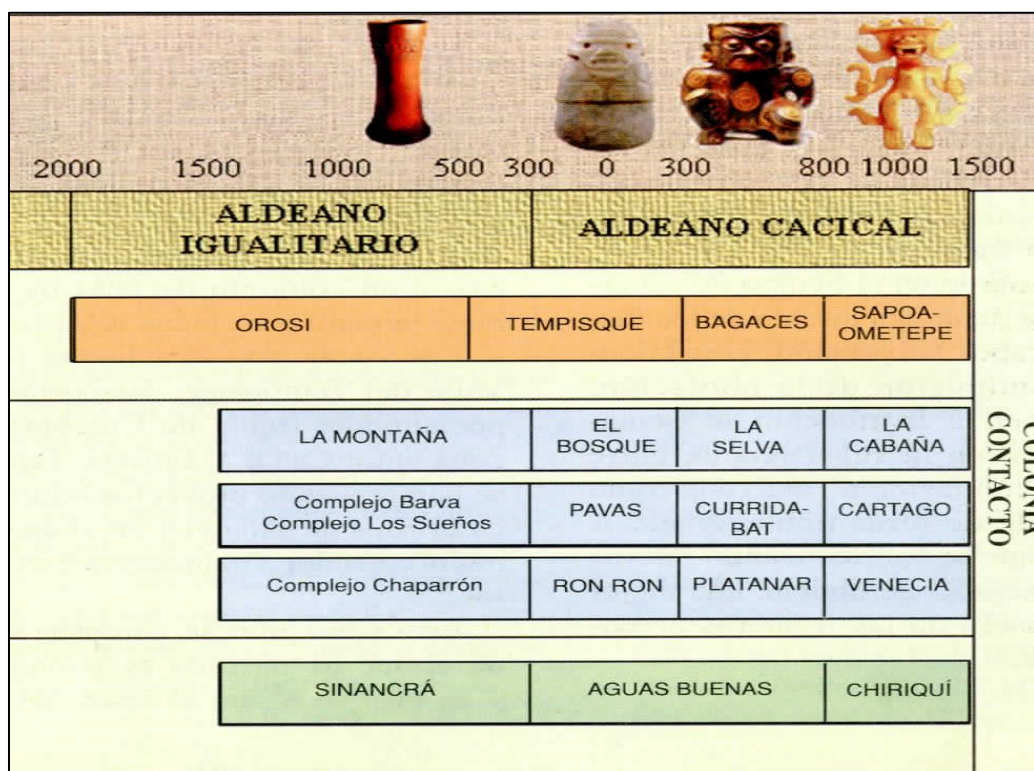 2000 1500 1000 500 300 0 300 800 1000 1500
ALDEANO
IGUALITARIO
ALDEANO CACICAL
OROSI
TEMPISQUE
BAGACES
SAPOA-
OMETEPE
LA MONTAÑA
EL
BOSQUE
LA
SELVA
LA
CABAÑA
Complejo Barva
Complejo Los Sueños
PAVAS
CURRIDA-
BAT
CARTAGO
Complejo Chaparrón
RON RON
PLATANAR
VENECIA
SINANCRÁ
AGUAS BUENAS
CHIRIQUÍ
CONTACTO
COLONIA